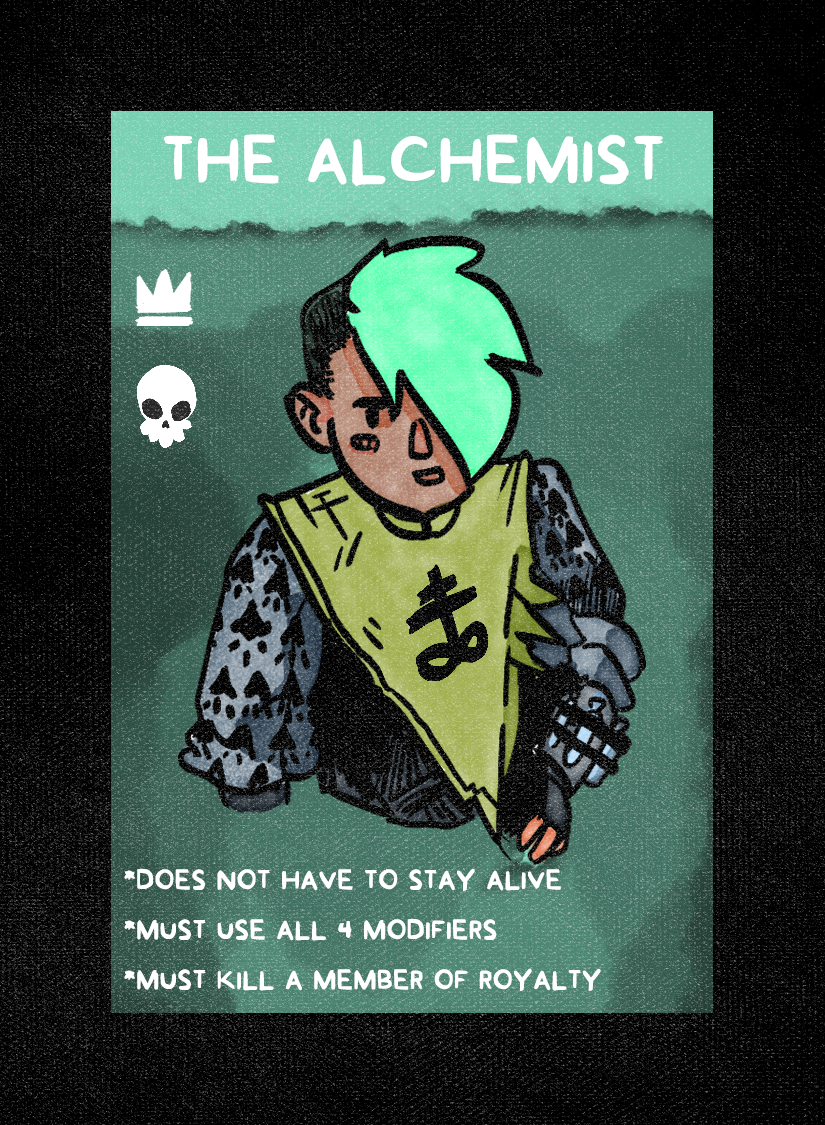 THE ALCHEMIST
*DOES NOT HAVE TO STAY ALIVE
*MUST USE ALL 4 MODIFIERS
*MUST KILL A MEMBER OF ROYALTY